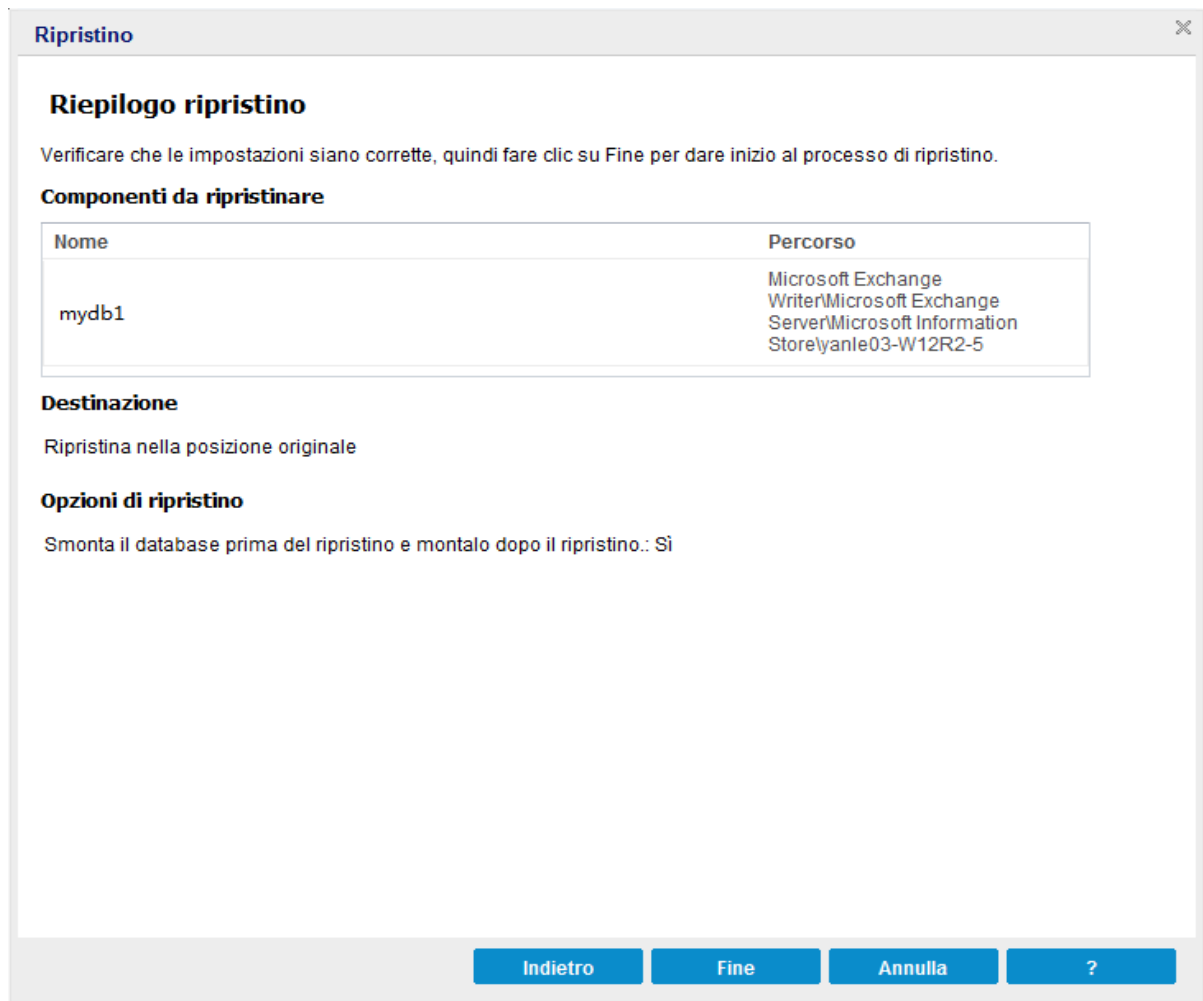 Ripristino
Riepilogo ripristino
Verificare che le impostazioni siano corrette, quindi fare clic su Fine per dare inizio al processo di ripristino.
Componenti da ripristinare
Nome Percorso
mydb1
Microsoft Exchange
Writer\Microsoft Exchange
Server\Microsoft Information
Store\yanle03-W12R2-5
Destinazione
Ripristina nella posizione originale
Opzioni di ripristino
Smonta il database prima del ripristino e montalo dopo il ripristino.: Sì
Indietro Fine Annulla ?